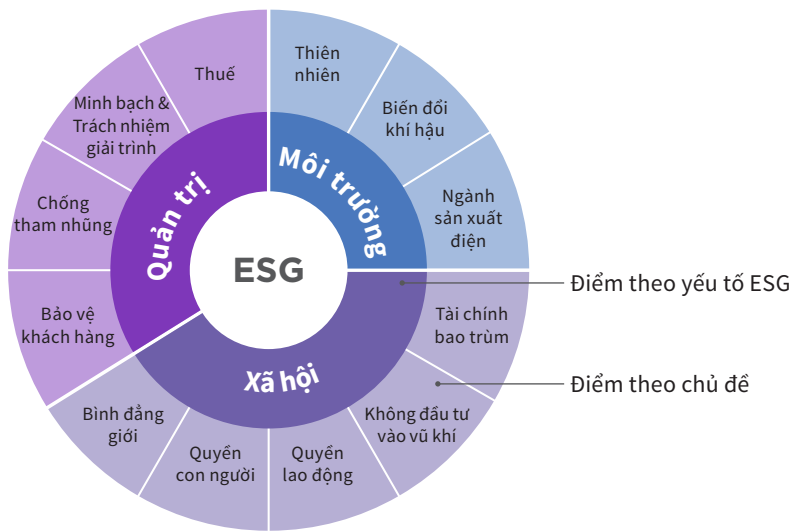 ESG
Môi trường
Thiên
nhiên
Biến đổi
khí hậu
Ngành
sản xuất
điện
Xã hội
Tài chính
bao trùm
Không đầu tư
vào vũ khí
Quyền
lao động
Quyền
con người
Bình đẳng
giới
Quản trị
Bảo vệ
khách hàng
Chống
tham nhũng
Minh bạch &
Trách nhiệm
giải trình
Thuế
Điểm theo yếu tố ESG
Điểm theo chủ đề